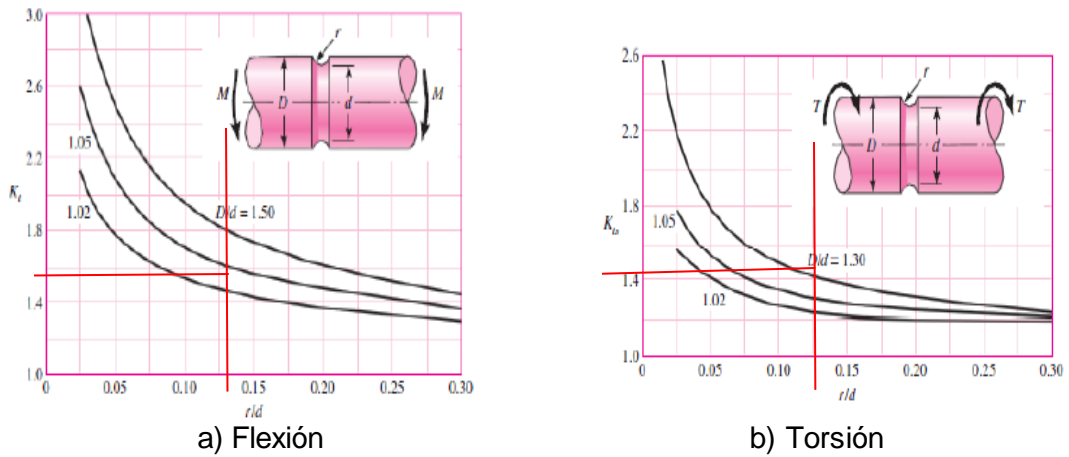 3.0
2.6
2.2
K_t
1.8
1.4
1.0
1.05
1.02
D/d = 1.50
r
M
D
d
M
0
0.05
0.10
0.15
0.20
0.25
0.30
r/d
a) Flexión
2.6
2.2
1.8
K_ts
1.4
1.0
1.05
1.02
D/d = 1.30
r
T
D
d
T
0
0.05
0.10
0.15
0.20
0.25
0.30
r/d
b) Torsión